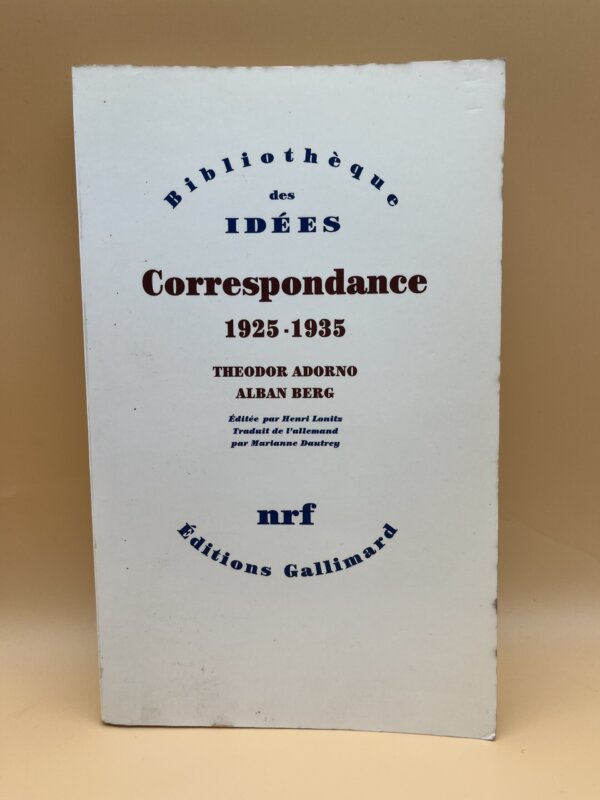 Bibliothèque
des
IDÉES
Correspondance
1925-1935
THEODOR ADORNO
ALBAN BERG
Éditée par Henri Lonitz
Traduit de l'allemand
par Marianne Dautrey
nrf
Éditions Gallimard